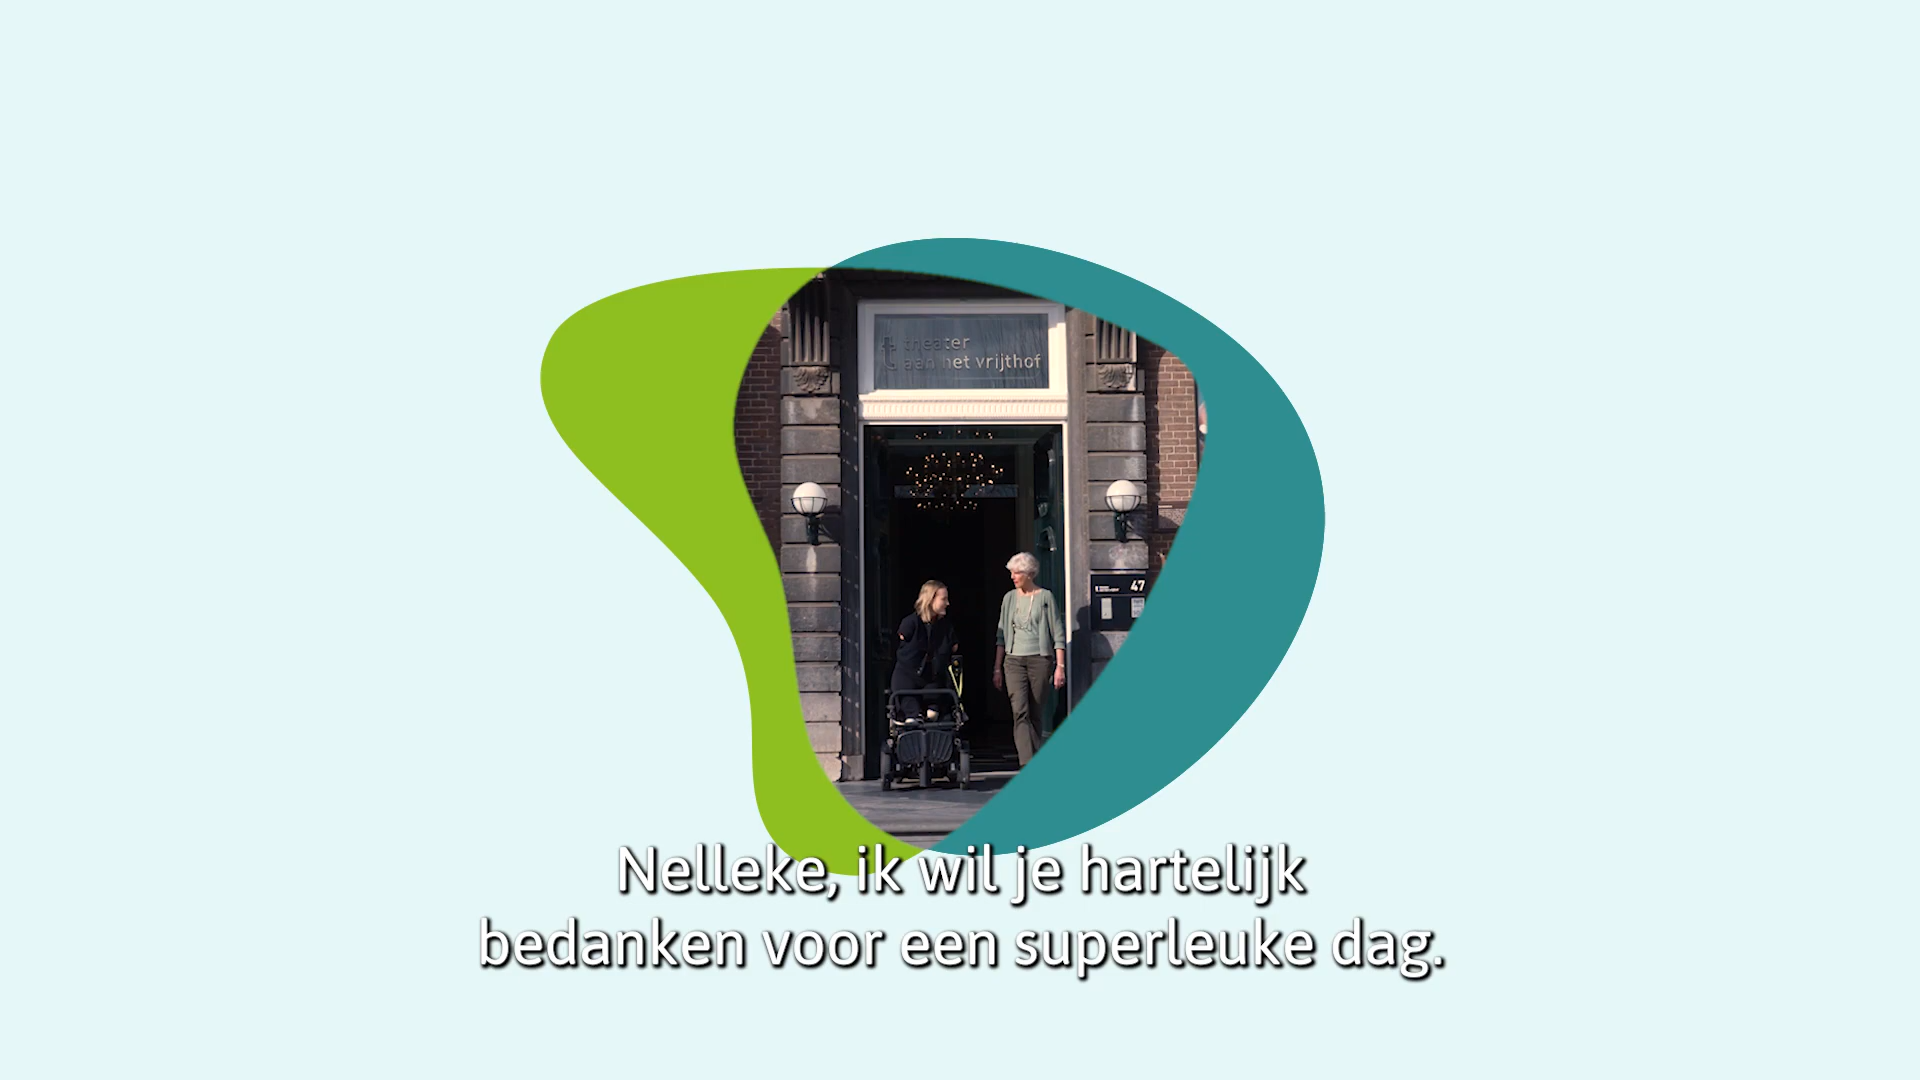 theater
aan het vrijthof
47
Nelleke, ik wil je hartelijk
bedanken voor een superleuke dag.